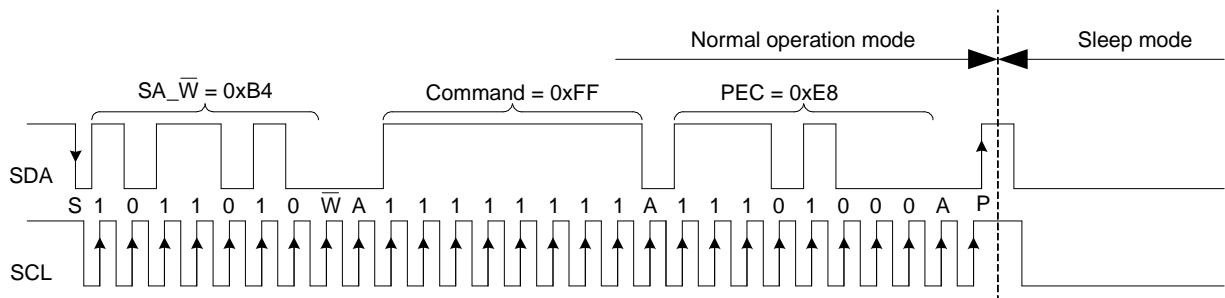 Normal operation mode Sleep mode
SA_W̅ = 0xB4 Command = 0xFF PEC = 0xE8
SDA
S 1 0 1 1 0 1 0 W̅ A 1 1 1 1 1 1 1 1 A 1 1 1 0 1 0 0 0 A P
SCL